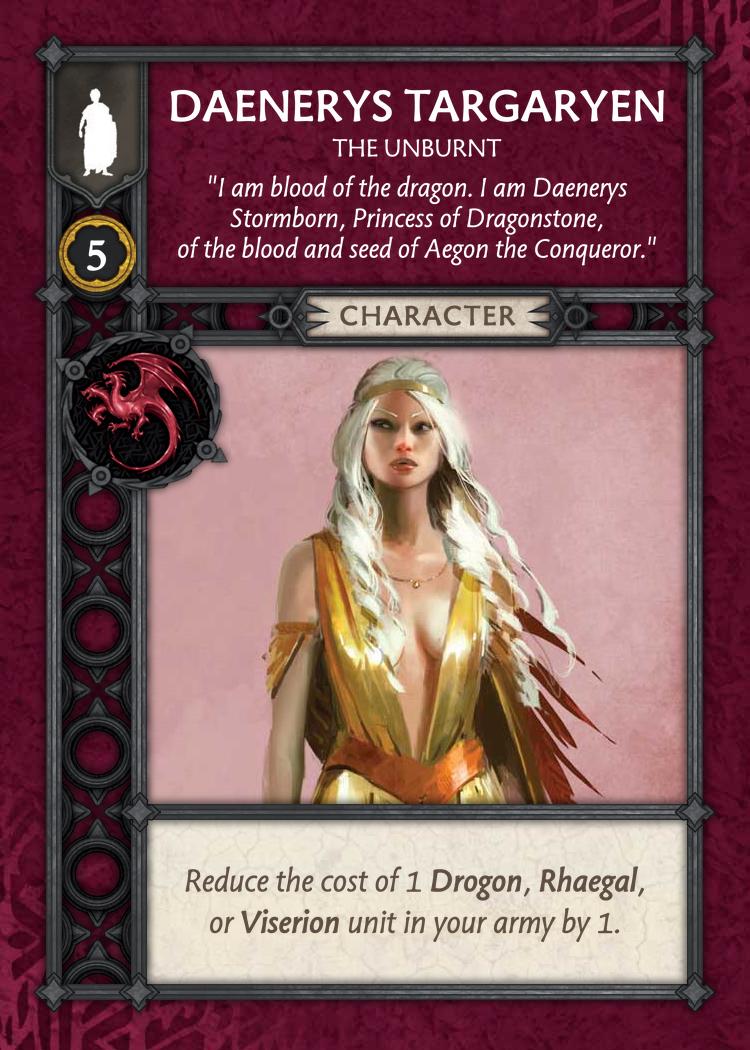 DAENERYS TARGARYEN
THE UNBURNT
"I am blood of the dragon. I am Daenerys
Stormborn, Princess of Dragonstone,
of the blood and seed of Aegon the Conqueror."
5
CHARACTER
Reduce the cost of 1 Drogon, Rhaegal,
or Viserion unit in your army by 1.